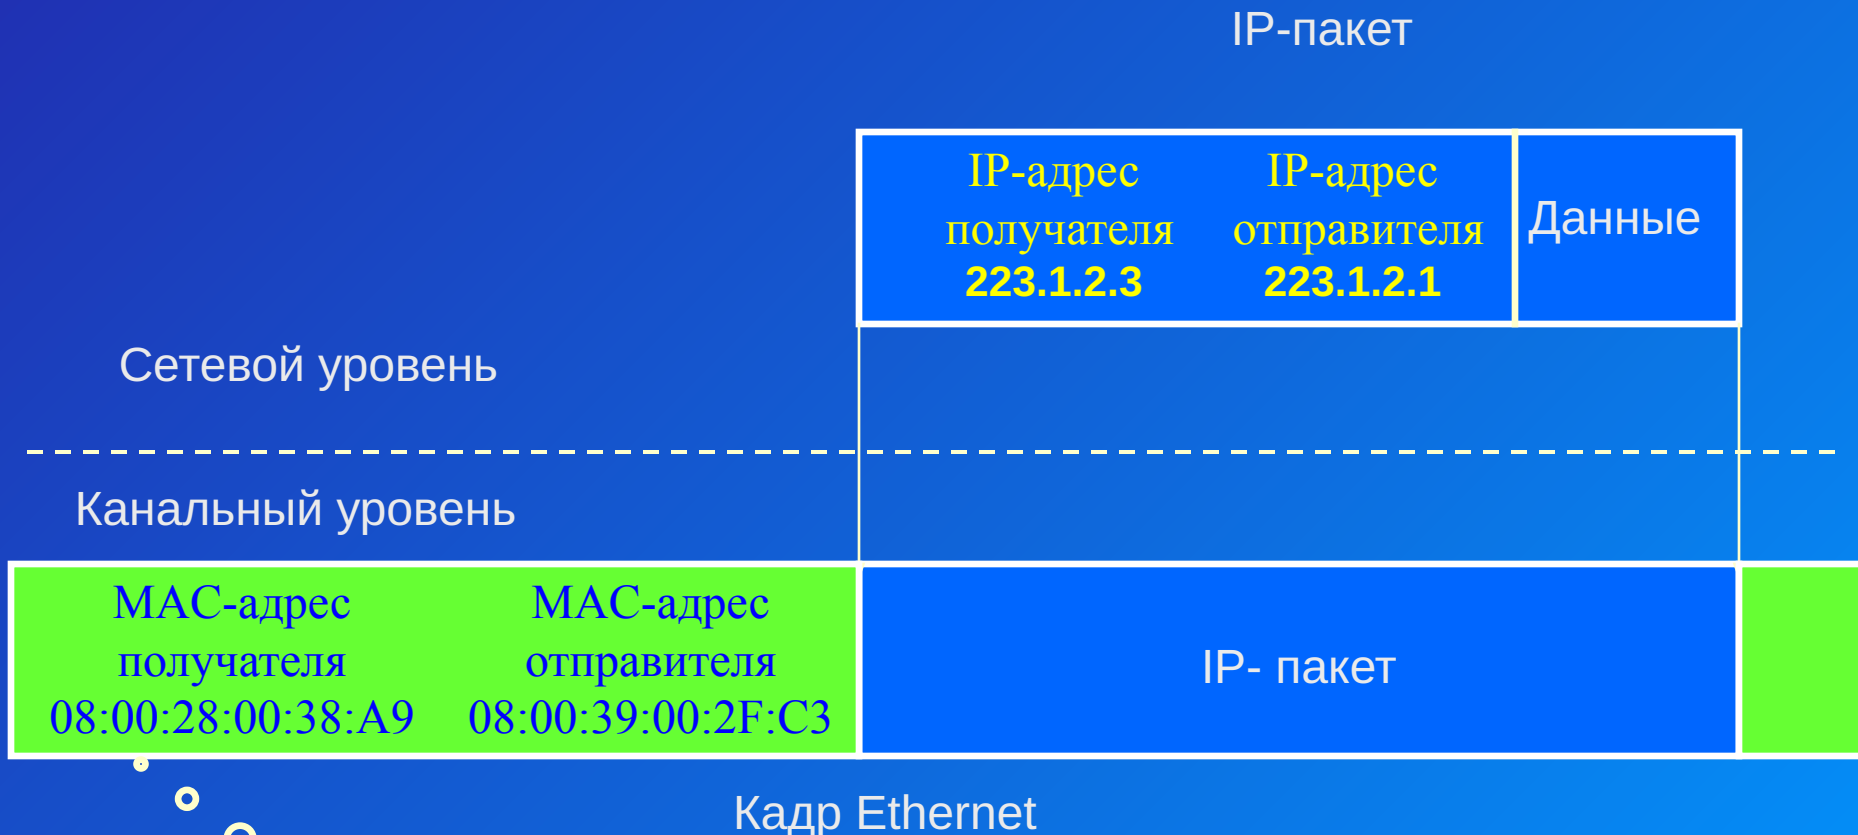 IP-пакет
IP-адрес
получателя
223.1.2.3
IP-адрес
отправителя
223.1.2.1
Данные
Сетевой уровень
Канальный уровень
МАС-адрес
получателя
08:00:28:00:38:A9
МАС-адрес
отправителя
08:00:39:00:2F:C3
IP- пакет
Кадр Ethernet